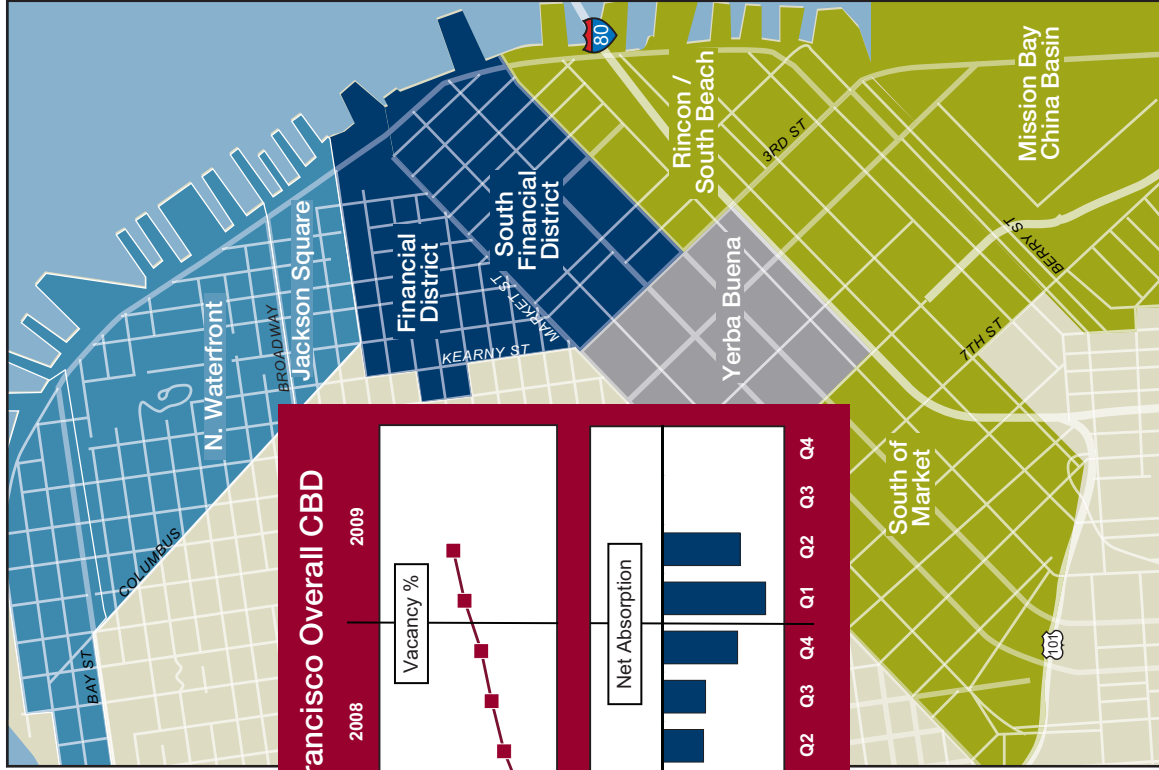 80
N. Waterfront
BROADWAY
Jackson Square
Financial
District
South
Financial
District
MARKET ST
KEARNY ST
Rincon /
South Beach
3RD ST
Mission Bay
China Basin
Yerba Buena
BERRY ST
7TH ST
COLUMBUS
BAY ST
South of
Market
101
rancisco Overall CBD
2008
2009
Vacancy %
Net Absorption
Q2
Q3
Q4
Q1
Q2
Q3
Q4